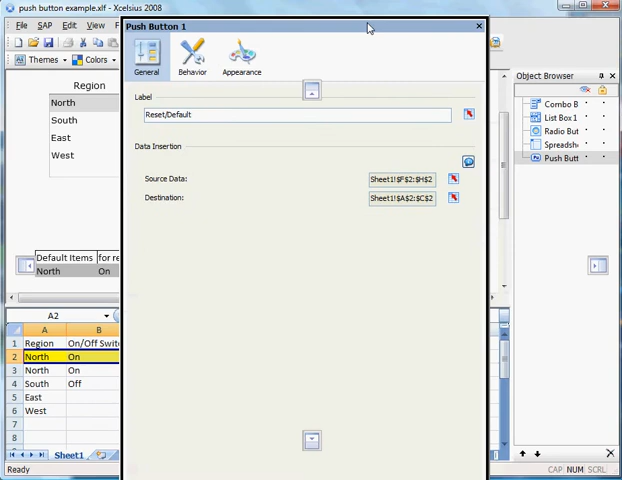 push button example.xlf - Xcelsius 2008
File SAP Edit View
Themes Colors
Region
North
South
East
West
Default Items for re
North On
Push Button 1
General Behavior Appearance
Label
Reset/Default
Data Insertion
Source Data: Sheet1!$F$2:$H$2
Destination: Sheet1!$A$2:$C$2
Object Browser
Combo B
List Box 1
Radio But
Spreadsh
Push Butt
A2
A B
1 Region On/Off Switc
2 North On
3 North On
4 South Off
5 East
6 West
7
8
Sheet1
Ready
CAP NUM SCRL